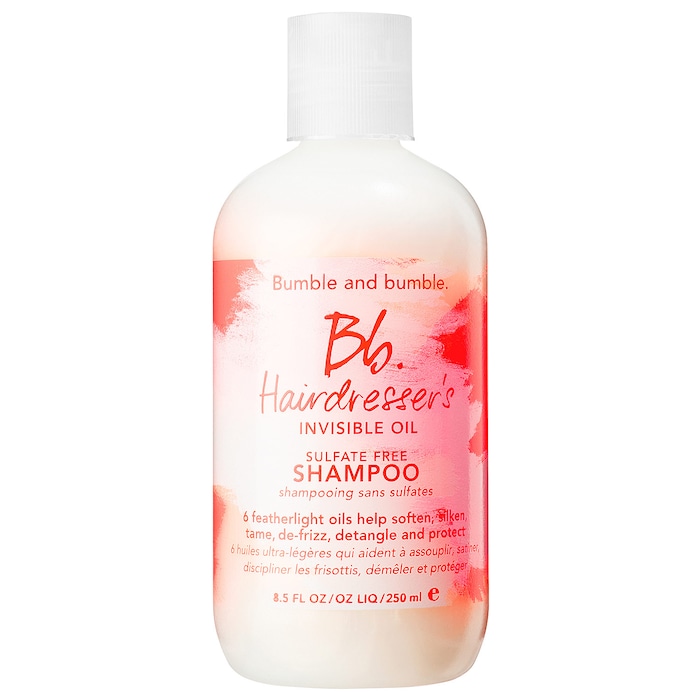 Bumble and bumble.
Bb.
Hairdresser's
INVISIBLE OIL
SULFATE FREE
SHAMPOO
shampooing sans sulfates
6 featherlight oils help soften, silken,
tame, de-frizz, detangle and protect
6 huiles ultra-légères qui aident à assouplir, satiner,
discipliner les frisottis, démêler et protéger
8.5 FL OZ/OZ LIQ/250 ml ℮